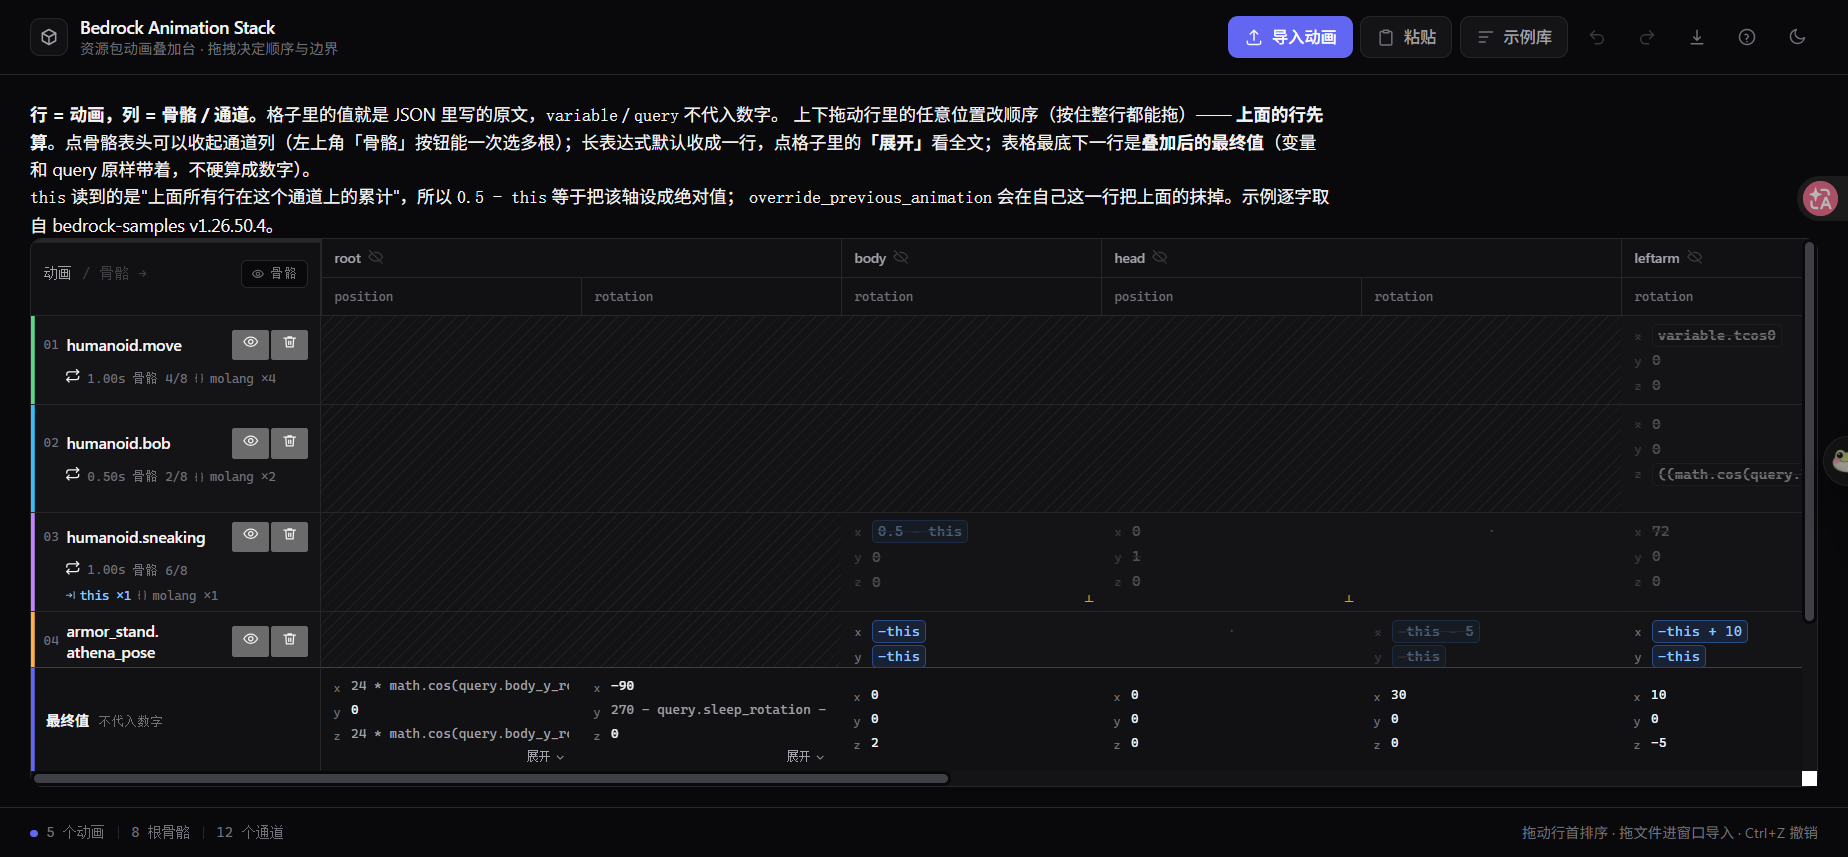 Bedrock Animation Stack
资源包动画叠加台 · 拖拽决定顺序与边界
导入动画
粘贴
示例库
行 = 动画，列 = 骨骼 / 通道。格子里的值就是 JSON 里写的原文，variable / query 不代入数字。 上下拖动行里的任意位置改顺序（按住整行都能拖）—— 上面的行先
算。点骨骼表头可以收起通道列（左上角「骨骼」按钮能一次选多根）；长表达式默认收成一行，点格子里的「展开」看全文；表格最底下一行是叠加后的最终值（变量
和 query 原样带着，不硬算成数字）。
this 读到的是"上面所有行在这个通道上的累计"，所以 0.5 - this 等于把该轴设成绝对值； override_previous_animation 会在自己这一行把上面的抹掉。示例逐字取
自 bedrock-samples v1.26.50.4。
动画 / 骨骼 →
骨骼
root
body
head
leftarm
position
rotation
rotation
position
rotation
rotation
01 humanoid.move
1.00s 骨骼 4/8 molang ×4
x variable.tcos0
y 0
z 0
02 humanoid.bob
0.50s 骨骼 2/8 molang ×2
x 0
y 0
z {(math.cos(query.
03 humanoid.sneaking
1.00s 骨骼 6/8
this ×1 molang ×1
x 0.5 - this
y 0
z 0
x 0
y 1
z 0
x 72
y 0
z 0
04 armor_stand.
athena_pose
x -this
y -this
x -this - 5
y -this
x -this + 10
y -this
最终值 不代入数字
x 24 * math.cos(query.body_y_r
y 0
z 24 * math.cos(query.body_y_r
展开
x -90
y 270 - query.sleep_rotation -
z 0
展开
x 0
y 0
z 2
x 0
y 0
z 0
x 30
y 0
z 0
x 10
y 0
z -5
5 个动画
8 根骨骼
12 个通道
拖动行首排序 · 拖文件进窗口导入 · Ctrl+Z 撤销